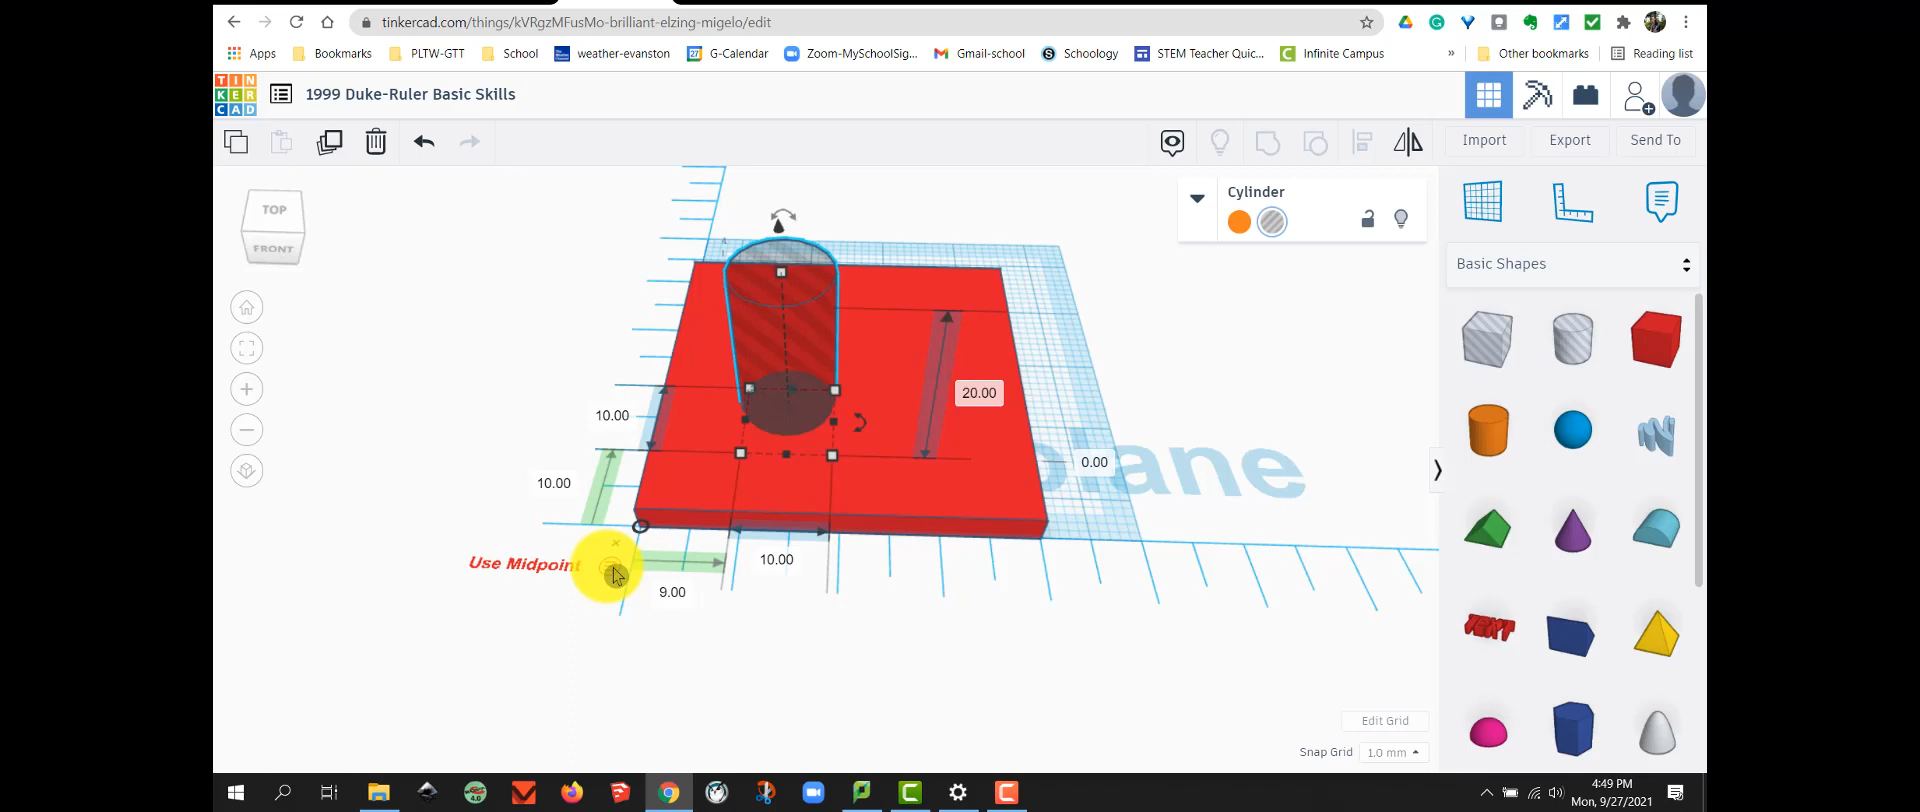 tinkercad.com/things/kVRgzMFusMo-brilliant-elzing-migelo/edit
Apps Bookmarks PLTW-GTT School weather-evanston G-Calendar Zoom-MySchoolSig... Gmail-school Schoology STEM Teacher Quic... Infinite Campus » Other bookmarks Reading list
TIN
KER
CAD
1999 Duke-Ruler Basic Skills
Import Export Send To
TOP
FRONT
Cylinder
Basic Shapes
20.00
10.00
0.00
10.00
plane
10.00
Use Midpoint
9.00
TEXT
Edit Grid
Snap Grid 1.0 mm
4:49 PM
Mon, 9/27/2021